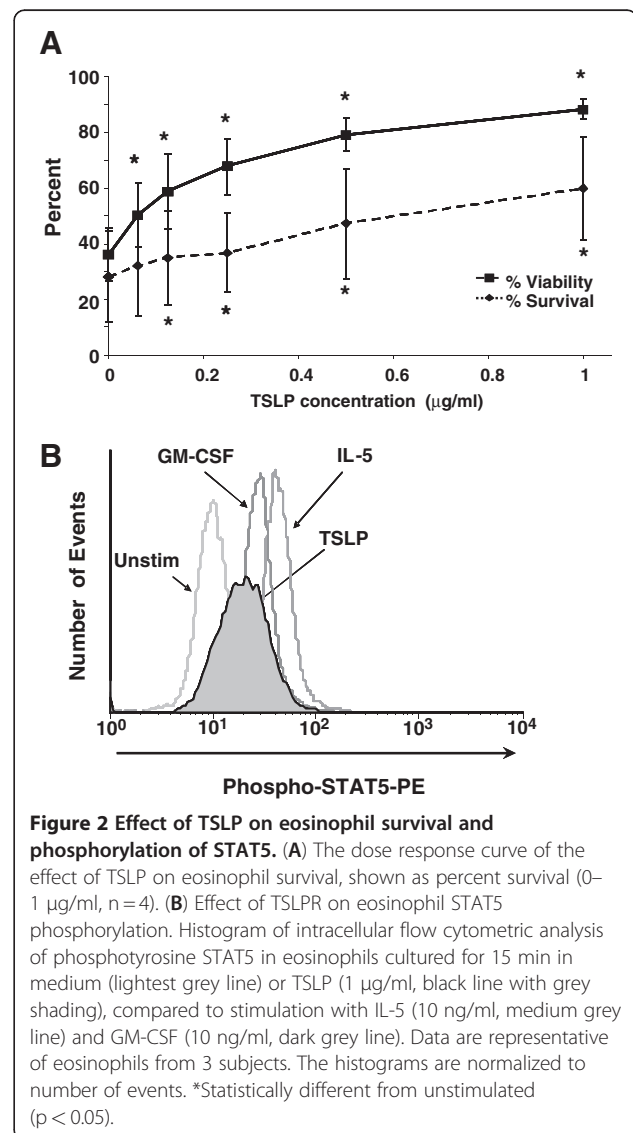 A
100
80
60
40
20
0
Percent
* * * * *
* * * *
% Viability
% Survival
0 0.2 0.4 0.6 0.8 1
TSLP concentration (µg/ml)
B
GM-CSF IL-5
TSLP
Unstim
Number of Events
10⁰ 10¹ 10² 10³ 10⁴
Phospho-STAT5-PE
Figure 2 Effect of TSLP on eosinophil survival and
phosphorylation of STAT5. (A) The dose response curve of the
effect of TSLP on eosinophil survival, shown as percent survival (0–
1 µg/ml, n = 4). (B) Effect of TSLPR on eosinophil STAT5
phosphorylation. Histogram of intracellular flow cytometric analysis
of phosphotyrosine STAT5 in eosinophils cultured for 15 min in
medium (lightest grey line) or TSLP (1 µg/ml, black line with grey
shading), compared to stimulation with IL-5 (10 ng/ml, medium grey
line) and GM-CSF (10 ng/ml, dark grey line). Data are representative
of eosinophils from 3 subjects. The histograms are normalized to
number of events. *Statistically different from unstimulated
(p < 0.05).